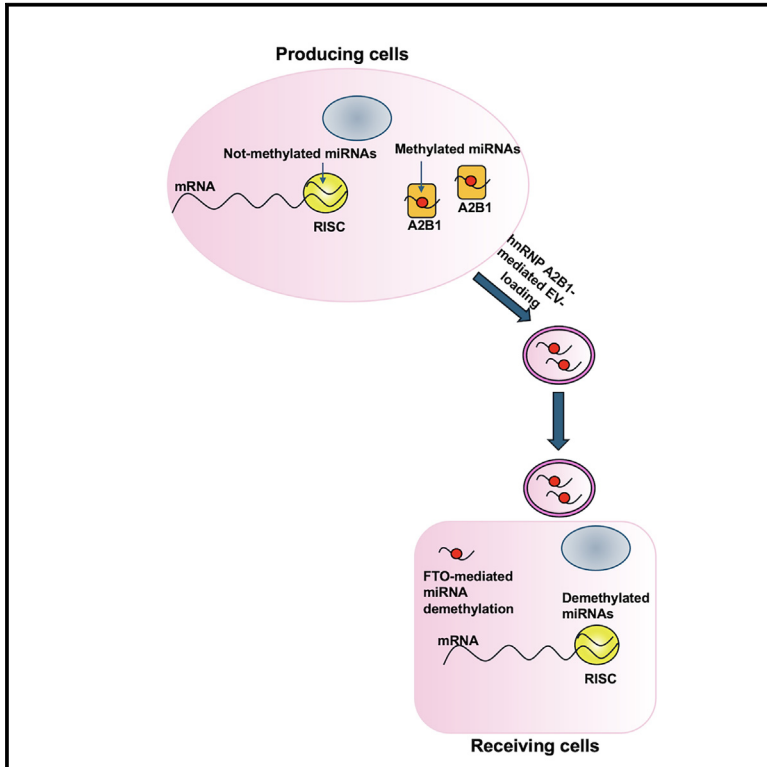 Producing cells
Not-methylated miRNAs
Methylated miRNAs
mRNA
RISC
A2B1
A2B1
hnRNP A2B1-
mediated EV-
loading
FTO-mediated
miRNA
demethylation
Demethylated
miRNAs
mRNA
RISC
Receiving cells